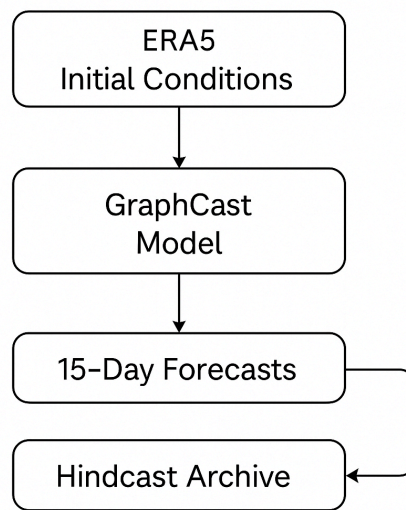 ERA5
Initial Conditions
GraphCast
Model
15-Day Forecasts
Hindcast Archive